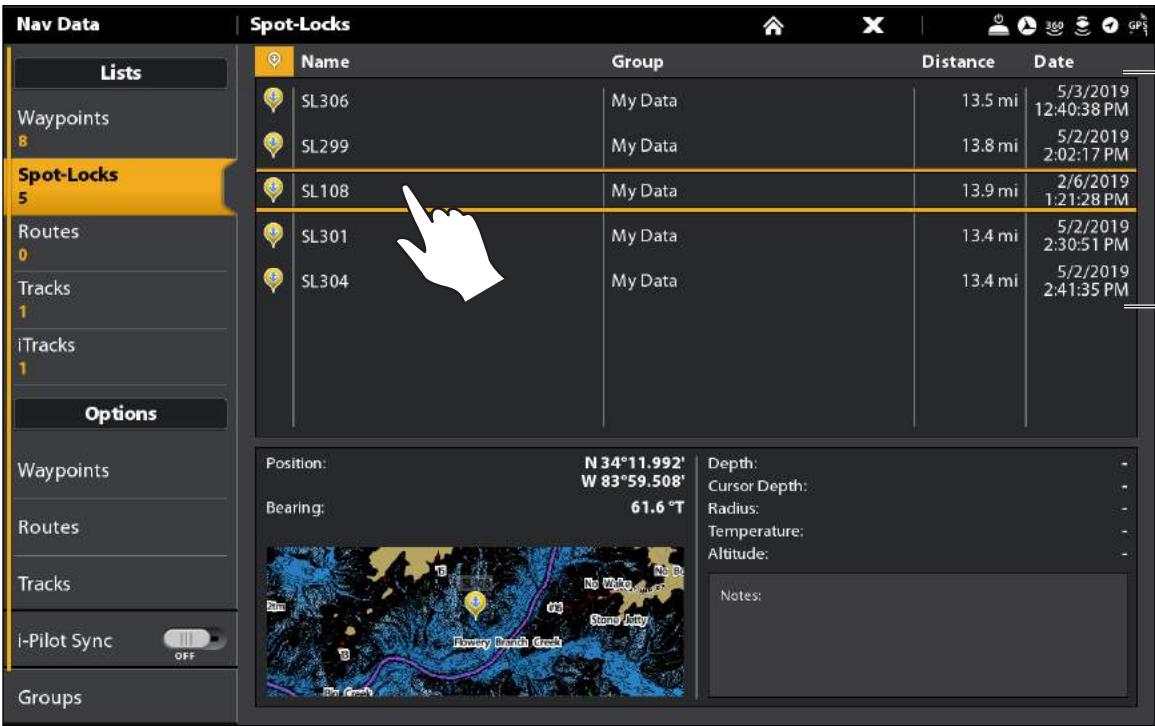 Nav Data
Spot-Locks
360
GPS
Lists
Waypoints
8
Spot-Locks
5
Routes
0
Tracks
1
iTracks
1
Options
Waypoints
Routes
Tracks
i-Pilot Sync
OFF
Groups
Name Group Distance Date
SL306 My Data 13.5 mi 5/3/2019 12:40:38 PM
SL299 My Data 13.8 mi 5/2/2019 2:02:17 PM
SL108 My Data 13.9 mi 2/6/2019 1:21:28 PM
SL301 My Data 13.4 mi 5/2/2019 2:30:51 PM
SL304 My Data 13.4 mi 5/2/2019 2:41:35 PM
Position: N 34°11.992'
W 83°59.508'
Bearing: 61.6 °T
Depth: -
Cursor Depth: -
Radius: -
Temperature: -
Altitude: -
Notes:
No Wake
Stone Jetty
Flowery Branch Creek
Big Creek